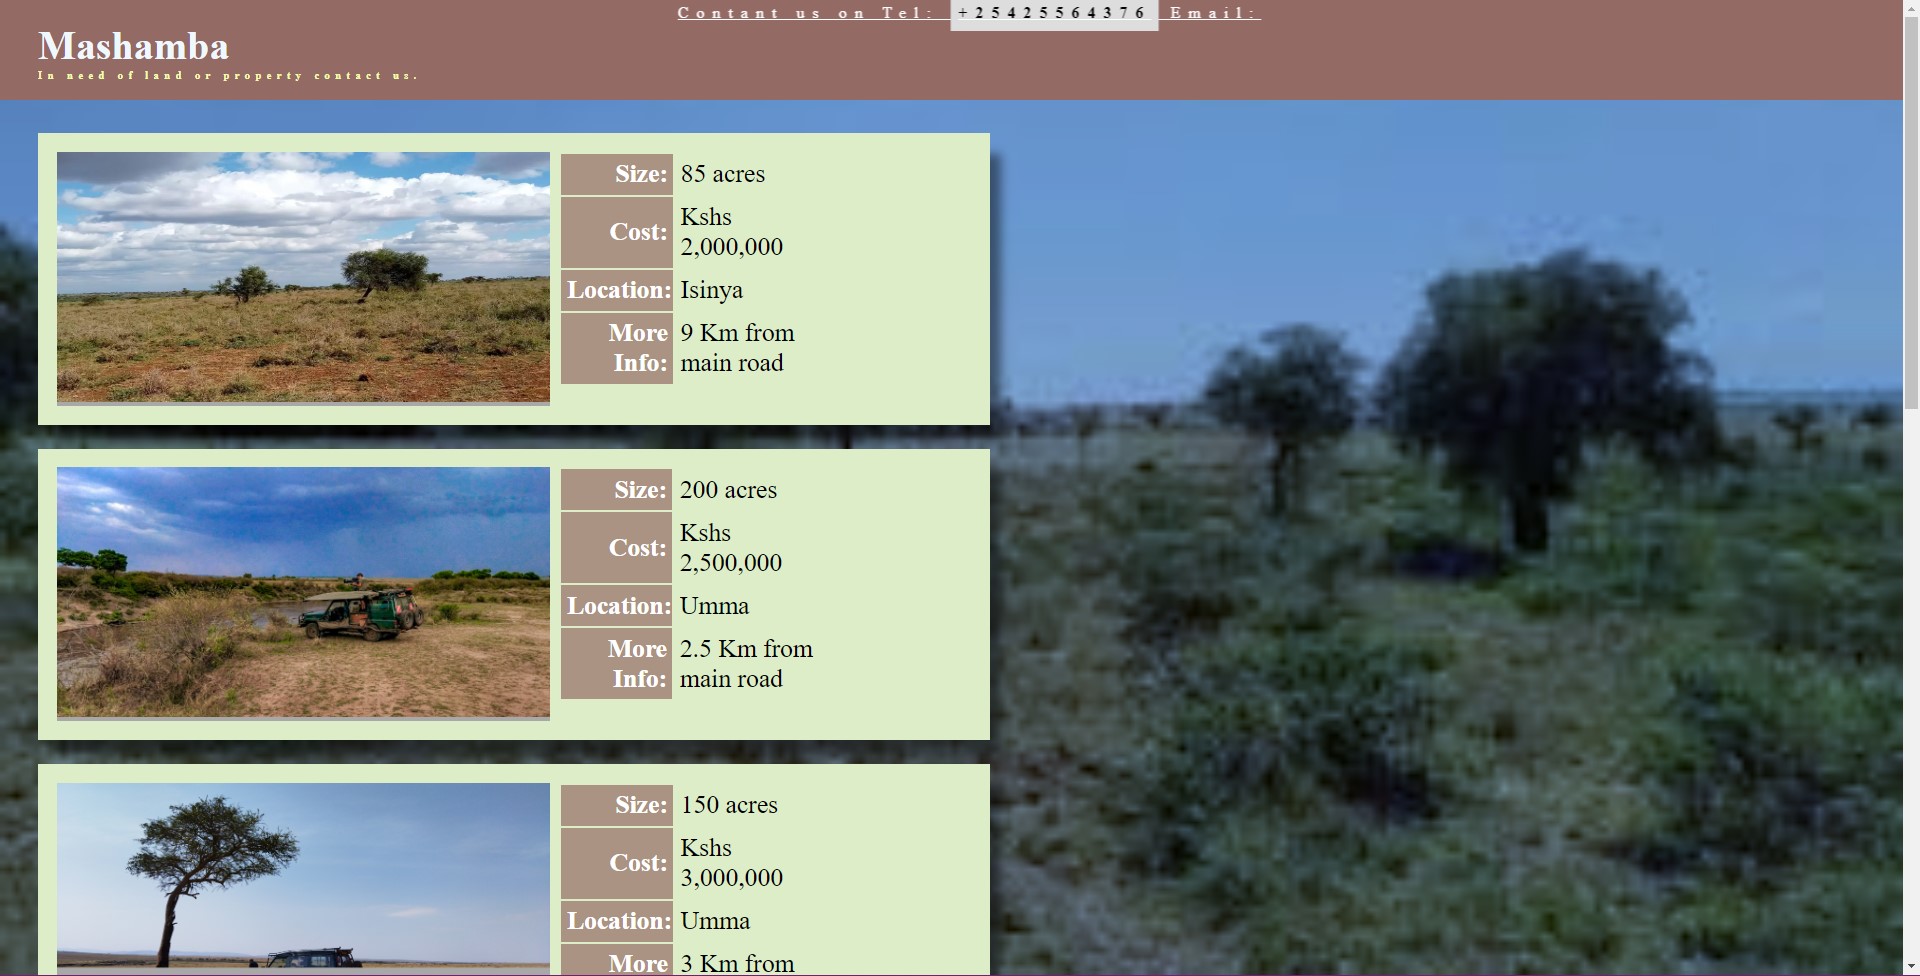 Contant us on Tel: +25425564376 Email:
Mashamba
In need of land or property contact us.
Size: 85 acres
Cost: Kshs
2,000,000
Location: Isinya
More Info: 9 Km from
main road
Size: 200 acres
Cost: Kshs
2,500,000
Location: Umma
More Info: 2.5 Km from
main road
Size: 150 acres
Cost: Kshs
3,000,000
Location: Umma
More 3 Km from